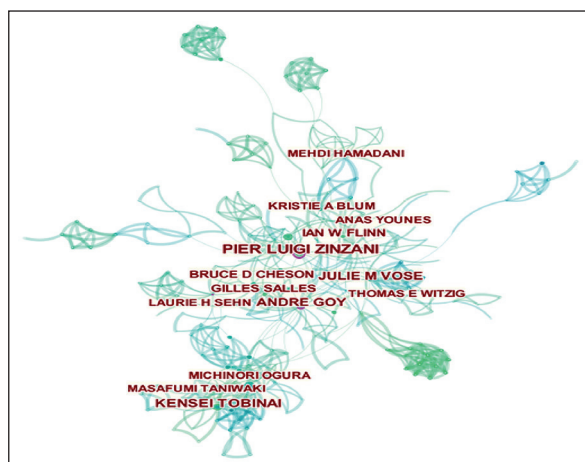 MEHDI HAMADANI
KRISTIE A BLUM
ANAS YOUNES
IAN W. FLINN
PIER LUIGI ZINZANI
BRUCE D CHESON
JULIE M VOSE
GILLES SALLES
THOMAS E WITZIG
LAURIE H SEHN
ANDRE GOY
MICHINORI OGURA
MASAFUMI TANIWAKI
KENSEI TOBINAI